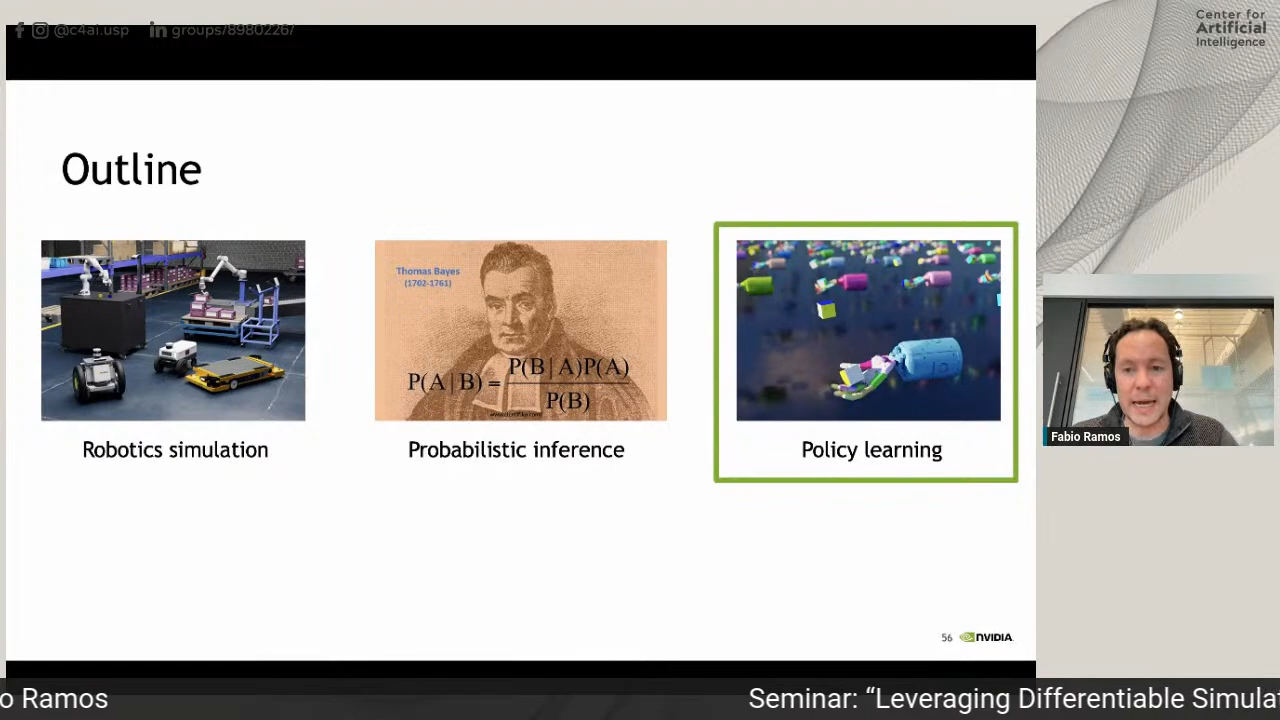 @c4ai.usp groups/8980226/
Center for
Artificial
Intelligence
Outline
Thomas Bayes
(1702-1761)
P(A | B) = P(B | A)P(A)
P(B)
Robotics simulation
Probabilistic inference
Policy learning
Fabio Ramos
56 NVIDIA
o Ramos
Seminar: “Leveraging Differentiable Simula